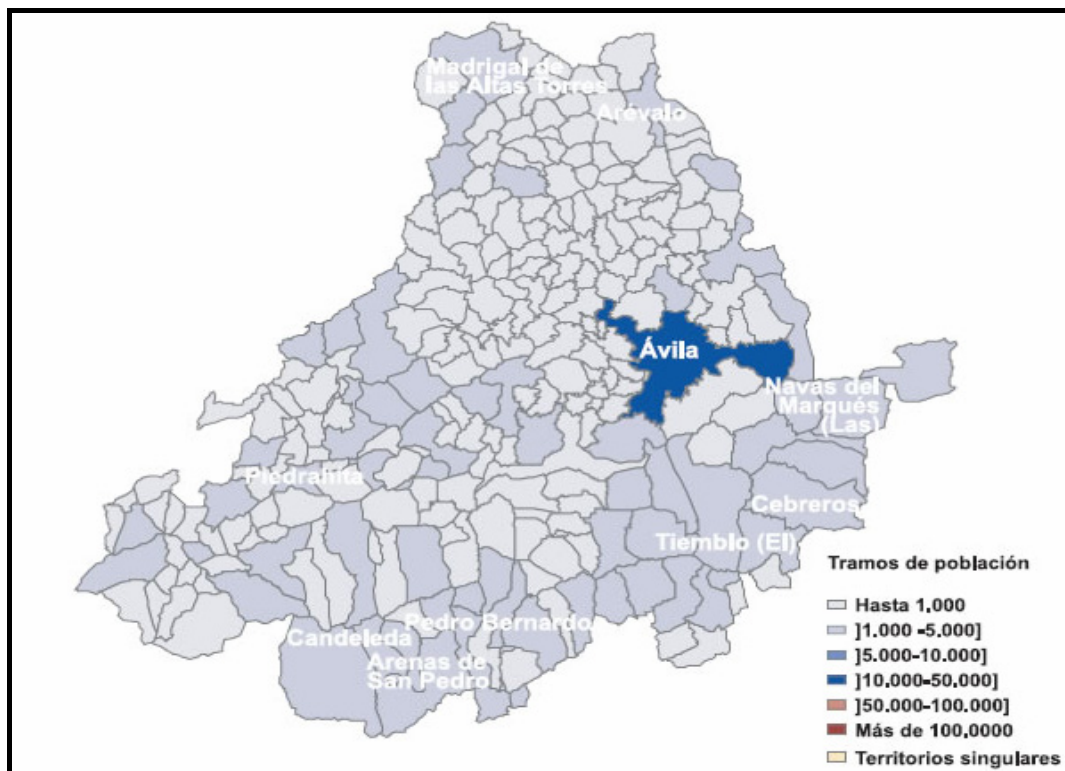 Madrigal de
las Altas Torres
Arévalo
Ávila
Navas del
Marqués
(Las)
Piedrahita
Cebreros
Tiemblo (El)
Pedro Bernardo
Candeleda
Arenas de
San Pedro
Tramos de población
Hasta 1.000
]1.000 -5.000]
]5.000-10.000]
]10.000-50.000]
]50.000-100.000]
Más de 100,0000
Territorios singulares